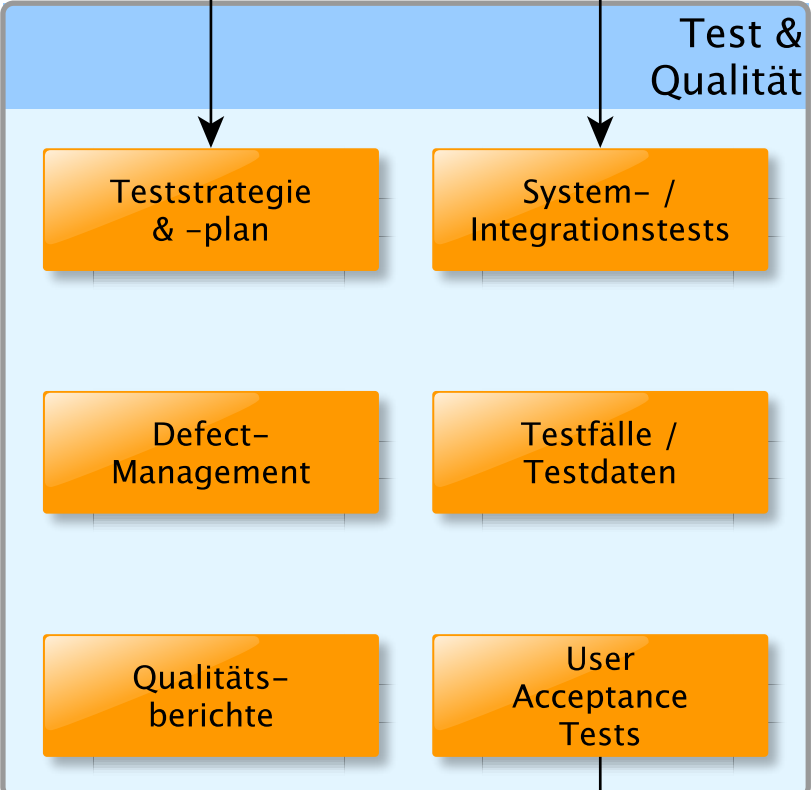 Test &
Qualität
Teststrategie
& -plan
System- /
Integrationstests
Defect-
Management
Testfälle /
Testdaten
Qualitäts-
berichte
User
Acceptance
Tests